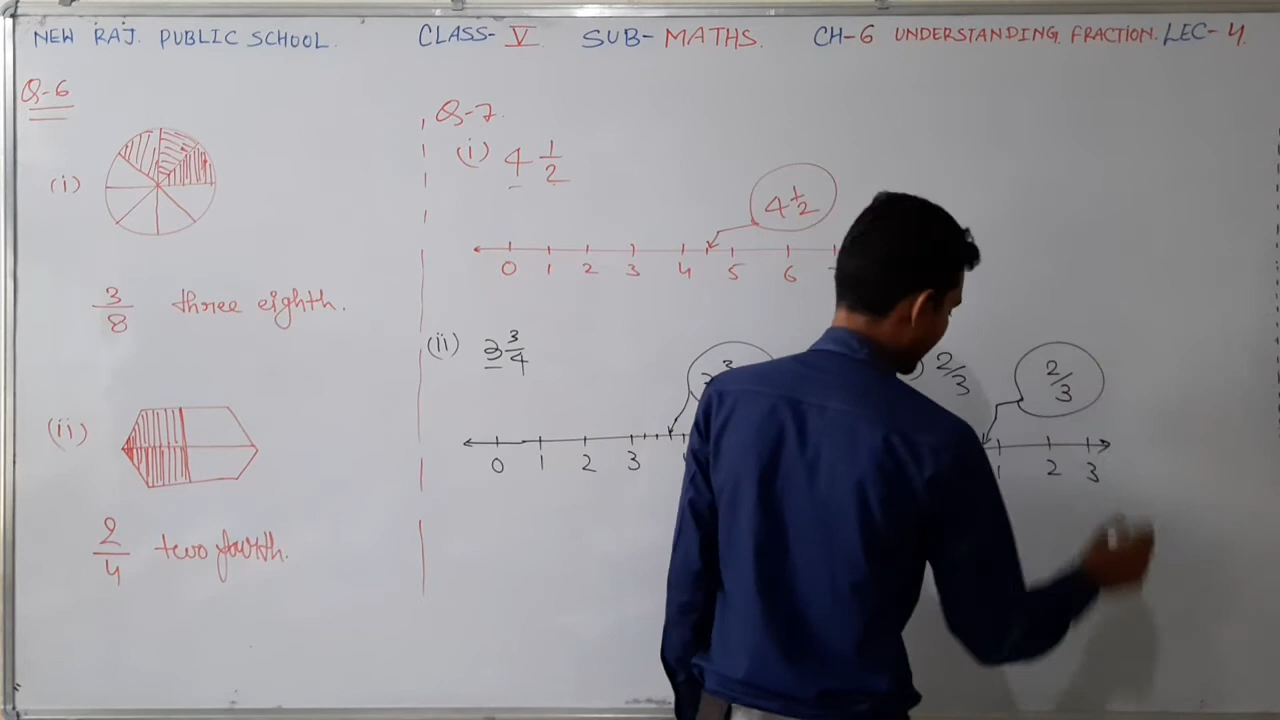 NEW RAJ. PUBLIC SCHOOL. CLASS- V SUB- MATHS. CH-6 UNDERSTANDING FRACTION. LEC- 4.
Q-6
(i)
3/8 three eighth.
(ii)
2/4 two fourth.
Q-7.
(i) 4 1/2
4 1/2
0 1 2 3 4 5 6
(ii) 3 3/4
0 1 2 3
) 2/3
2/3
1 2 3